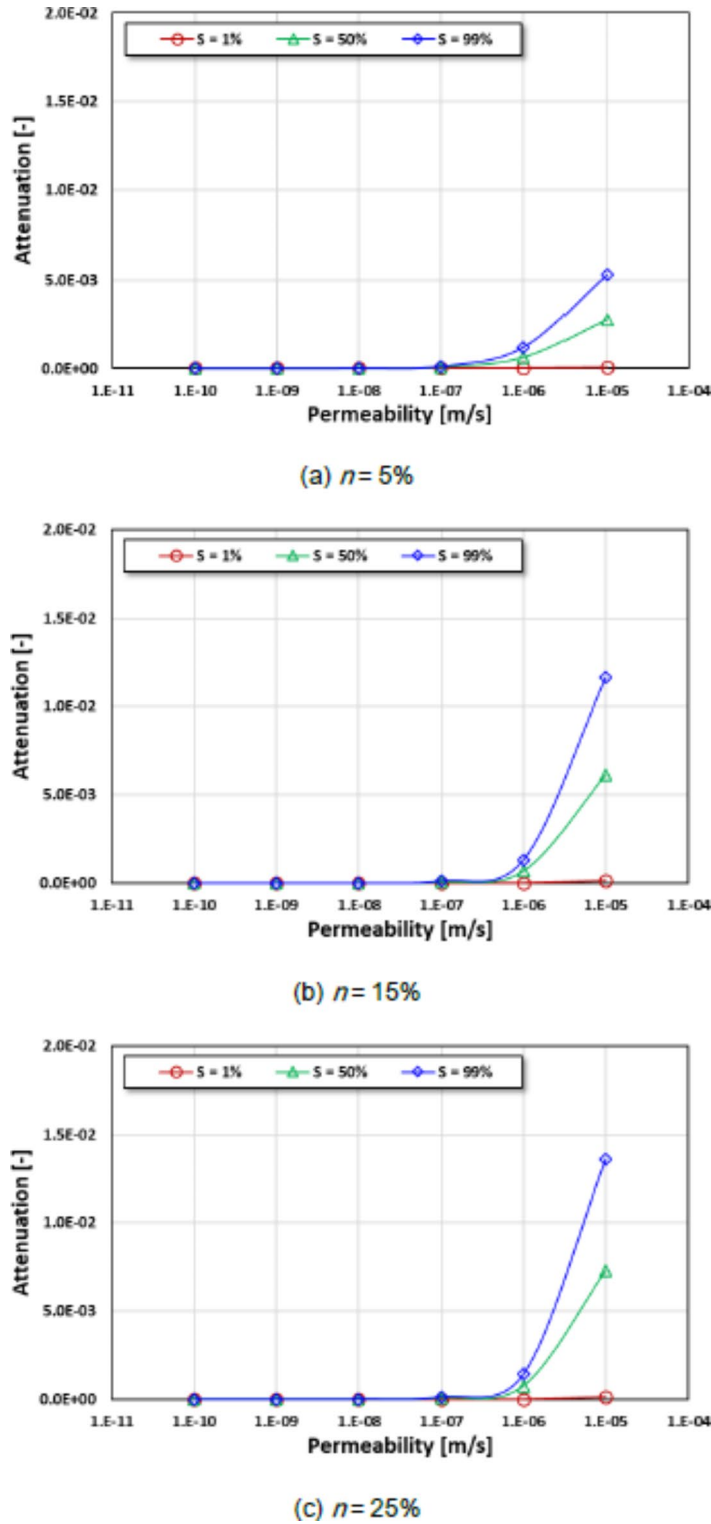 2.0E-02
S = 1% S = 50% S = 99%
1.5E-02
1.0E-02
5.0E-03
0.0E+00
Attenuation [-]
1.E-11 1.E-10 1.E-09 1.E-08 1.E-07 1.E-06 1.E-05 1.E-04
Permeability [m/s]
(a) n = 5%
2.0E-02
S = 1% S = 50% S = 99%
1.5E-02
1.0E-02
5.0E-03
0.0E+00
Attenuation [-]
1.E-11 1.E-10 1.E-09 1.E-08 1.E-07 1.E-06 1.E-05 1.E-04
Permeability [m/s]
(b) n = 15%
2.0E-02
S = 1% S = 50% S = 99%
1.5E-02
1.0E-02
5.0E-03
0.0E+00
Attenuation [-]
1.E-11 1.E-10 1.E-09 1.E-08 1.E-07 1.E-06 1.E-05 1.E-04
Permeability [m/s]
(c) n = 25%